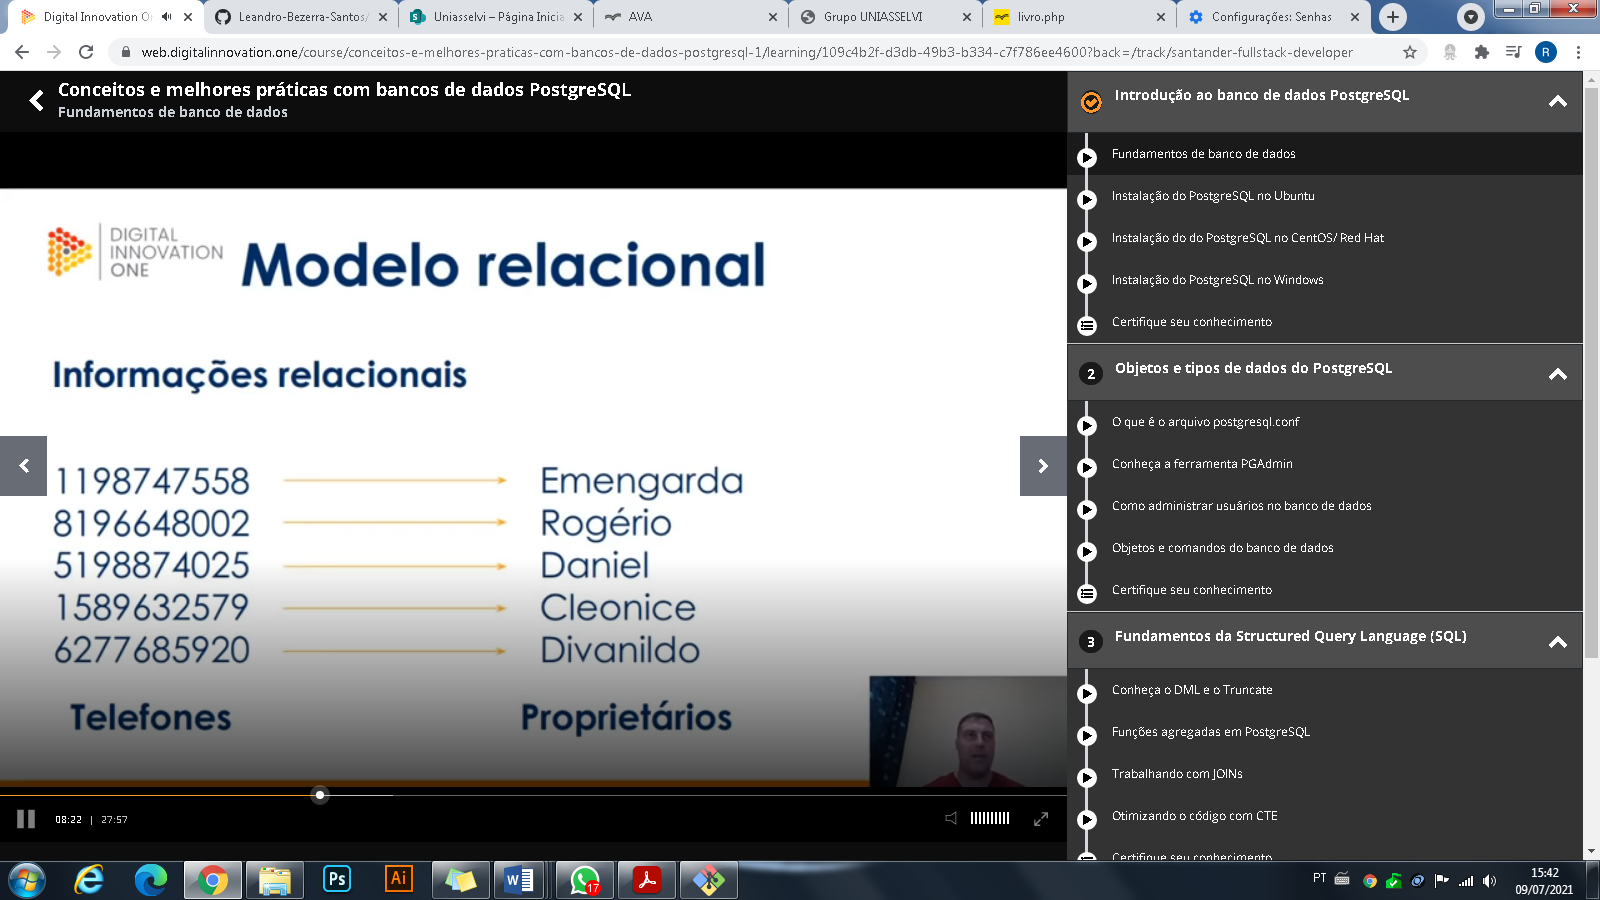 Digital Innovation O
Leandro-Bezerra-Santos/
Uniasselvi – Página Inicia
AVA
Grupo UNIASSELVI
livro.php
Configurações: Senhas
web.digitalinnovation.one/course/conceitos-e-melhores-praticas-com-bancos-de-dados-postgresql-1/learning/109c4b2f-d3db-49b3-b334-c7f786ee4600?back=/track/santander-fullstack-developer
R
Conceitos e melhores práticas com bancos de dados PostgreSQL
Fundamentos de banco de dados
DIGITAL
INNOVATION
ONE
Modelo relacional
Informações relacionais
1198747558 Emengarda
8196648002 Rogério
5198874025 Daniel
1589632579 Cleonice
6277685920 Divanildo
Telefones Proprietários
08:22 | 27:57
Introdução ao banco de dados PostgreSQL
Fundamentos de banco de dados
Instalação do PostgreSQL no Ubuntu
Instalação do do PostgreSQL no CentOS/ Red Hat
Instalação do PostgreSQL no Windows
Certifique seu conhecimento
2 Objetos e tipos de dados do PostgreSQL
O que é o arquivo postgresql.conf
Conheça a ferramenta PGAdmin
Como administrar usuários no banco de dados
Objetos e comandos do banco de dados
Certifique seu conhecimento
3 Fundamentos da Structured Query Language (SQL)
Conheça o DML e o Truncate
Funções agregadas em PostgreSQL
Trabalhando com JOINs
Otimizando o código com CTE
Certifique seu conhecimento
Ps
Ai
W
17
PT
15:42
09/07/2021